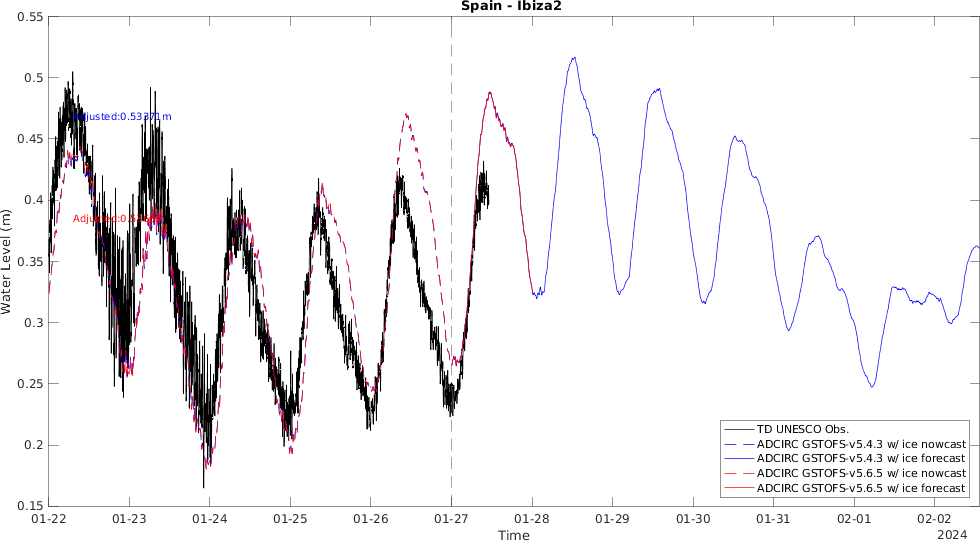 Spain - Ibiza2
0.55
0.5
0.45
0.4
0.35
0.3
0.25
0.2
0.15
Water Level (m)
01-22
01-23
01-24
01-25
01-26
01-27
01-28
01-29
01-30
01-31
02-01
02-02
Time
2024
TD UNESCO Obs.
ADCIRC GSTOFS-v5.4.3 w/ ice nowcast
ADCIRC GSTOFS-v5.4.3 w/ ice forecast
ADCIRC GSTOFS-v5.6.5 w/ ice nowcast
ADCIRC GSTOFS-v5.6.5 w/ ice forecast